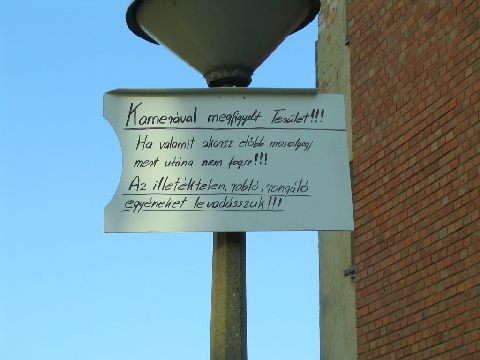 Kamerával megfigyelt Terület!!!
Ha valamit akarsz előbb mosolyogj
mert utána nem fogsz!!!
Az illetéktelen, rabló, rongáló
egyéneket levadásszuk!!!